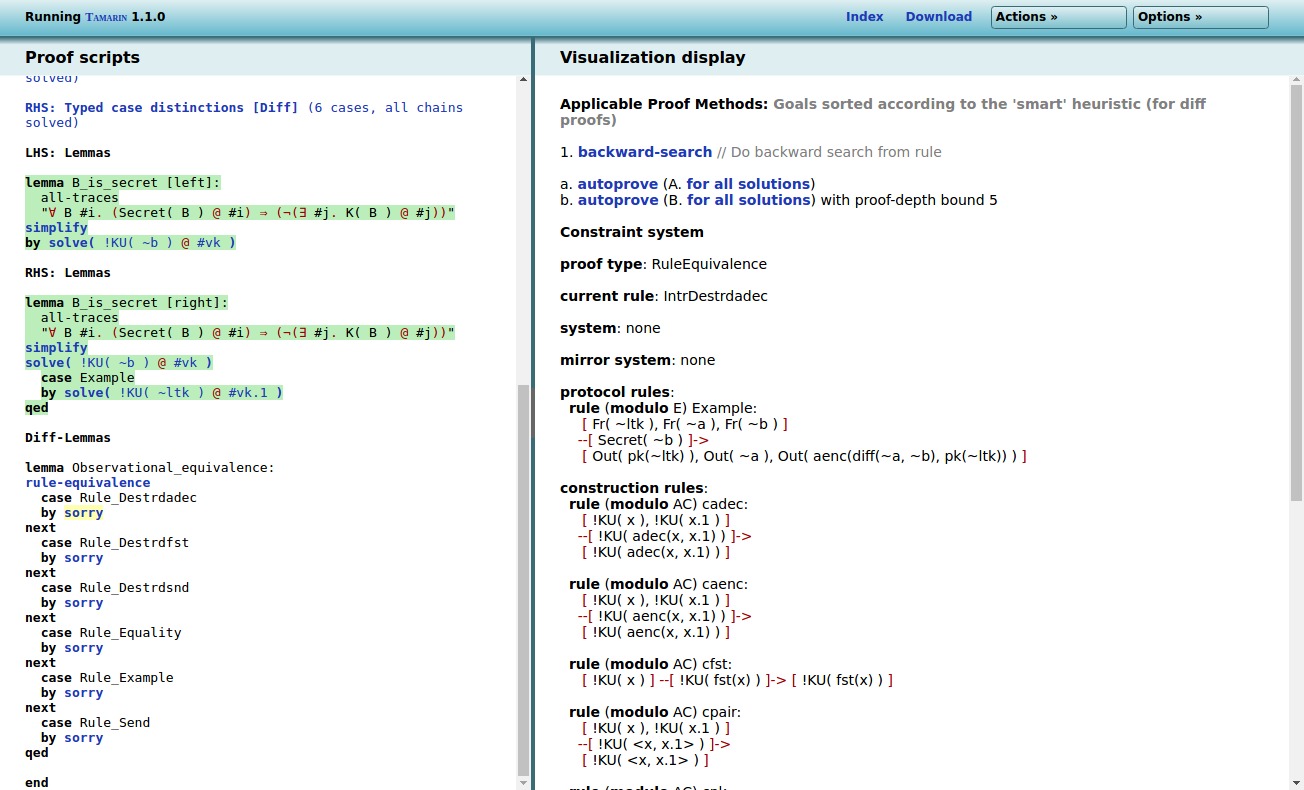 Running TAMARIN 1.1.0
Index Download Actions » Options »
Proof scripts
solved)
RHS: Typed case distinctions [Diff] (6 cases, all chains
solved)
LHS: Lemmas
lemma B_is_secret [left]:
all-traces
"∀ B #i. (Secret( B ) @ #i) ⇒ (¬(∃ #j. K( B ) @ #j))"
simplify
by solve( !KU( ~b ) @ #vk )
RHS: Lemmas
lemma B_is_secret [right]:
all-traces
"∀ B #i. (Secret( B ) @ #i) ⇒ (¬(∃ #j. K( B ) @ #j))"
simplify
solve( !KU( ~b ) @ #vk )
case Example
by solve( !KU( ~ltk ) @ #vk.1 )
qed
Diff-Lemmas
lemma Observational_equivalence:
rule-equivalence
case Rule_Destrdadec
by sorry
next
case Rule_Destrdfst
by sorry
next
case Rule_Destrdsnd
by sorry
next
case Rule_Equality
by sorry
next
case Rule_Example
by sorry
next
case Rule_Send
by sorry
qed
end
Visualization display
Applicable Proof Methods: Goals sorted according to the 'smart' heuristic (for diff
proofs)
1. backward-search // Do backward search from rule
a. autoprove (A. for all solutions)
b. autoprove (B. for all solutions) with proof-depth bound 5
Constraint system
proof type: RuleEquivalence
current rule: IntrDestrdadec
system: none
mirror system: none
protocol rules:
rule (modulo E) Example:
[ Fr( ~ltk ), Fr( ~a ), Fr( ~b ) ]
--[ Secret( ~b ) ]->
[ Out( pk(~ltk) ), Out( ~a ), Out( aenc(diff(~a, ~b), pk(~ltk)) ) ]
construction rules:
rule (modulo AC) cadec:
[ !KU( x ), !KU( x.1 ) ]
--[ !KU( adec(x, x.1) ) ]->
[ !KU( adec(x, x.1) ) ]
rule (modulo AC) caenc:
[ !KU( x ), !KU( x.1 ) ]
--[ !KU( aenc(x, x.1) ) ]->
[ !KU( aenc(x, x.1) ) ]
rule (modulo AC) cfst:
[ !KU( x ) ] --[ !KU( fst(x) ) ]-> [ !KU( fst(x) ) ]
rule (modulo AC) cpair:
[ !KU( x ), !KU( x.1 ) ]
--[ !KU( <x, x.1> ) ]->
[ !KU( <x, x.1> ) ]
rule (modulo AC) cpk: